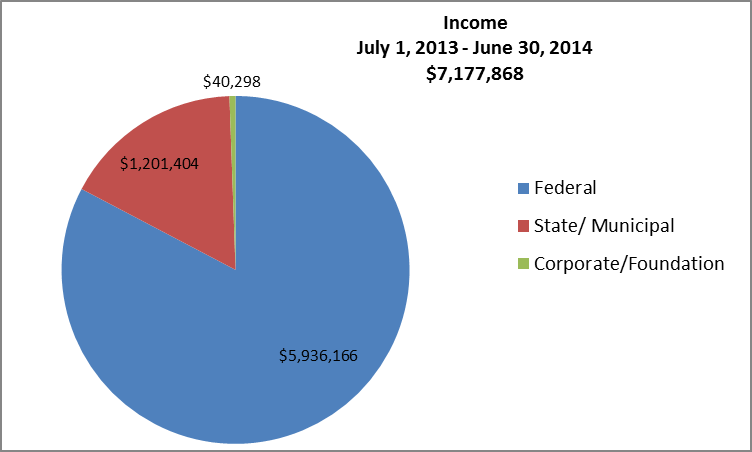 Income
July 1, 2013 - June 30, 2014
$7,177,868
$40,298
$1,201,404
$5,936,166
Federal
State/ Municipal
Corporate/Foundation